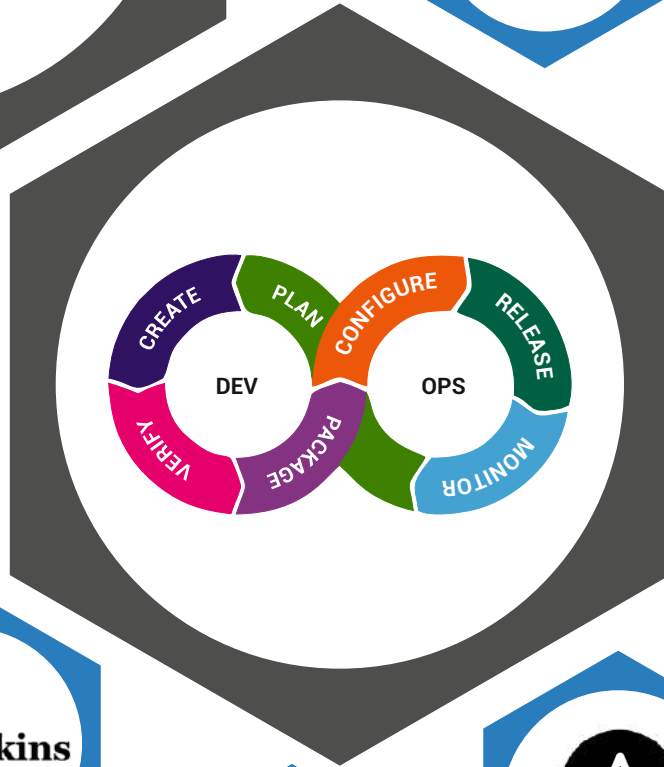 CREATE
PLAN
CONFIGURE
RELEASE
DEV
OPS
VERIFY
PACKAGE
MONITOR
kins